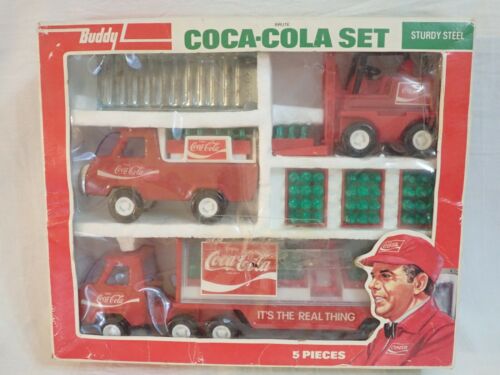 Buddy L
BRUTE
COCA-COLA SET
STURDY STEEL
Coca-Cola
Coca-Cola
Coca-Cola
Coca-Cola
Coca-Cola
IT'S THE REAL THING
5 PIECES